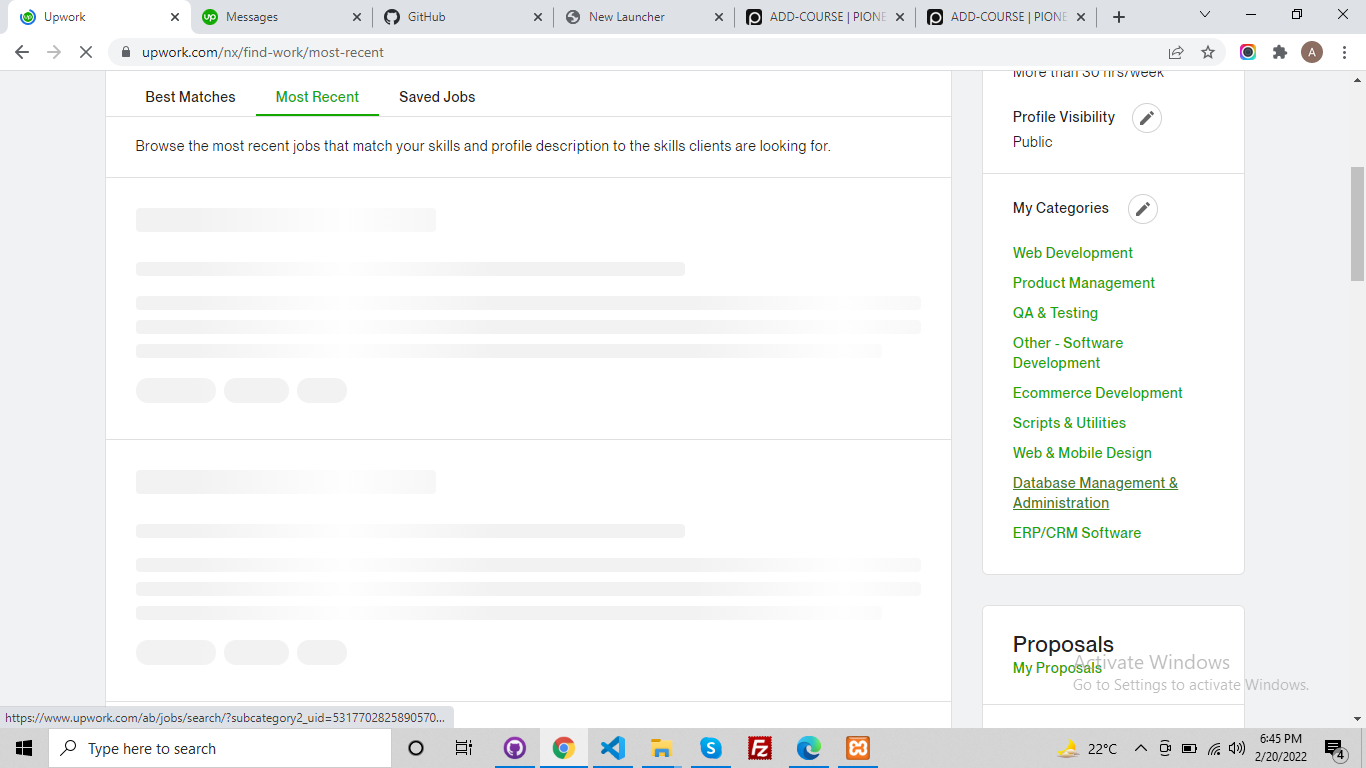 Upwork
Messages
GitHub
New Launcher
ADD-COURSE | PIONE
ADD-COURSE | PIONE
upwork.com/nx/find-work/most-recent
A
Best Matches
Most Recent
Saved Jobs
Browse the most recent jobs that match your skills and profile description to the skills clients are looking for.
More than 30 hrs/week
Profile Visibility
Public
My Categories
Web Development
Product Management
QA & Testing
Other - Software
Development
Ecommerce Development
Scripts & Utilities
Web & Mobile Design
Database Management &
Administration
ERP/CRM Software
Proposals
My Proposals
Activate Windows
Go to Settings to activate Windows.
https://www.upwork.com/ab/jobs/search/?subcategory2_uid=5317702825890570...
Type here to search
22°C
6:45 PM
2/20/2022
4